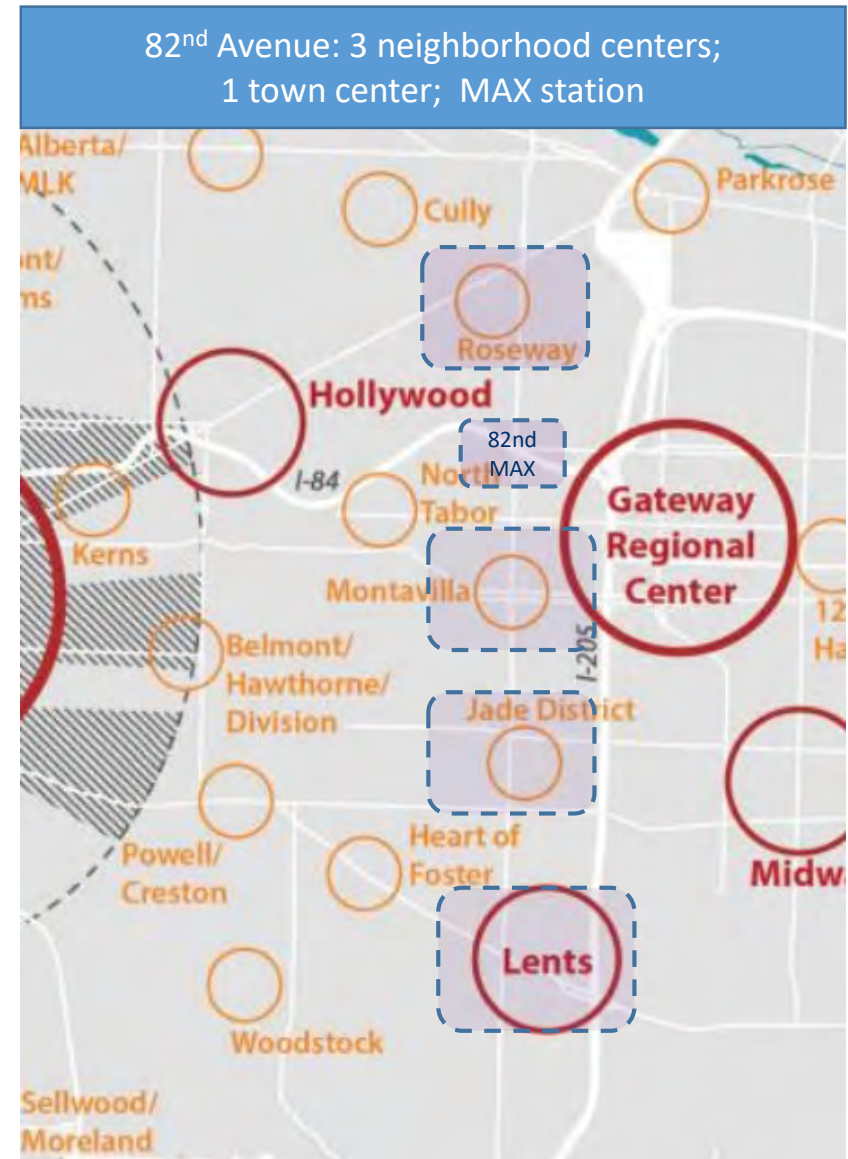 82nd Avenue: 3 neighborhood centers;
1 town center; MAX station
Alberta/
MLK
Cully
Parkrose
Roseway
Hollywood
82nd
MAX
I-84
North
Tabor
Gateway
Regional
Center
Kerns
Montavilla
I-205
Belmont/
Hawthorne/
Division
Jade District
Heart of
Foster
Powell/
Creston
Lents
Woodstock
Sellwood/
Moreland